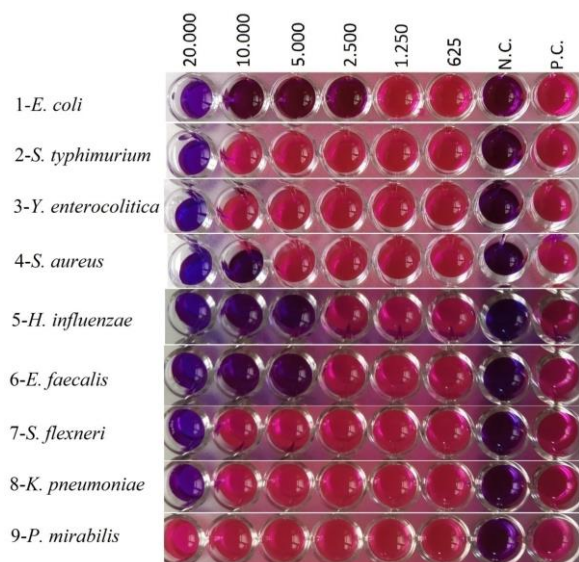 20.000 10.000 5.000 2.500 1.250 625 N.C. P.C.
1-E. coli
2-S. typhimurium
3-Y. enterocolitica
4-S. aureus
5-H. influenzae
6-E. faecalis
7-S. flexneri
8-K. pneumoniae
9-P. mirabilis